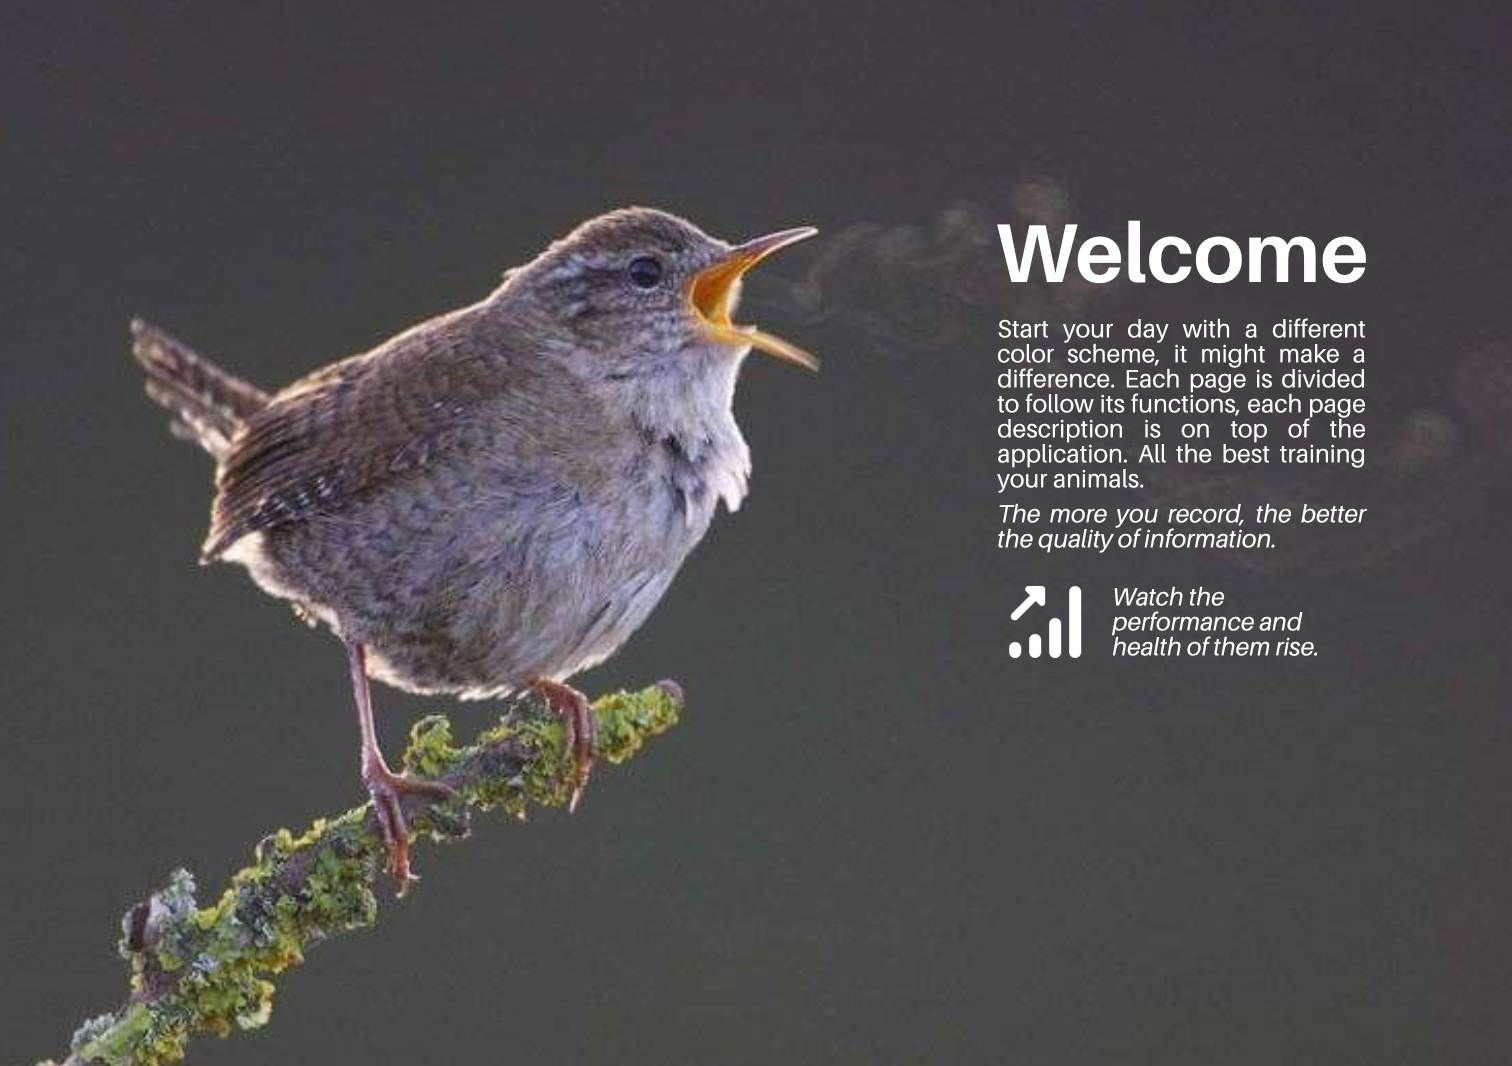 Welcome
Start your day with a different
color scheme, it might make a
difference. Each page is divided
to follow its functions, each page
description is on top of the
application. All the best training
your animals.
The more you record, the better
the quality of information.
Watch the
performance and
health of them rise.